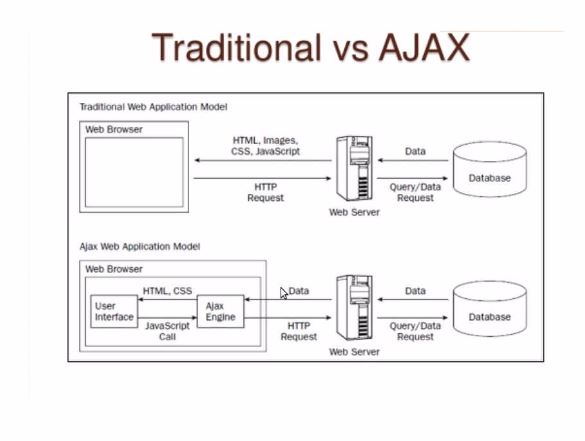 Traditional vs AJAX
Traditional Web Application Model
Web Browser
HTML, Images,
CSS, JavaScript
HTTP
Request
Web Server
Data
Query/Data
Request
Database
Ajax Web Application Model
Web Browser
User
Interface
HTML, CSS
JavaScript
Call
Ajax
Engine
Data
HTTP
Request
Web Server
Data
Query/Data
Request
Database